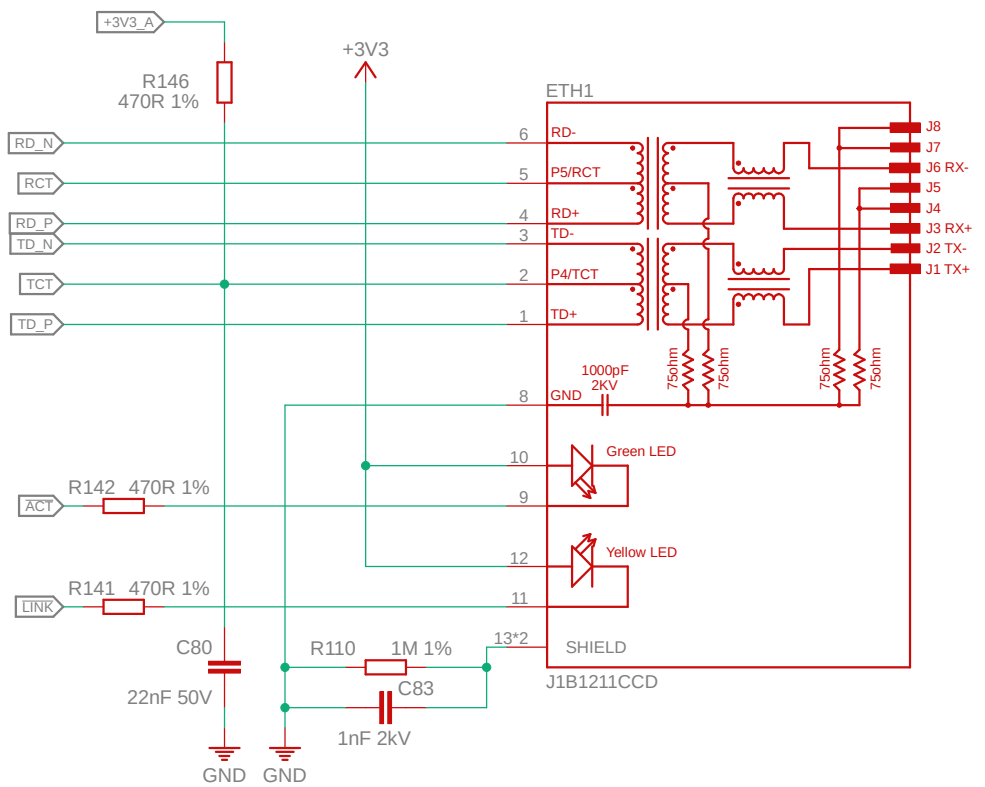 +3V3_A
+3V3
R146
470R 1%
ETH1
RD_N
6
RD-
J8
J7
RCT
5
P5/RCT
J6 RX-
J5
RD_P
4
RD+
J4
TD_N
3
TD-
J3 RX+
J2 TX-
TCT
2
P4/TCT
J1 TX+
TD_P
1
TD+
75ohm
75ohm
75ohm
75ohm
1000pF
2KV
8
GND
10
Green LED
R142 470R 1%
ACT
9
12
Yellow LED
R141 470R 1%
LINK
11
13*2
SHIELD
C80
22nF 50V
R110 1M 1%
C83
1nF 2kV
J1B1211CCD
GND
GND